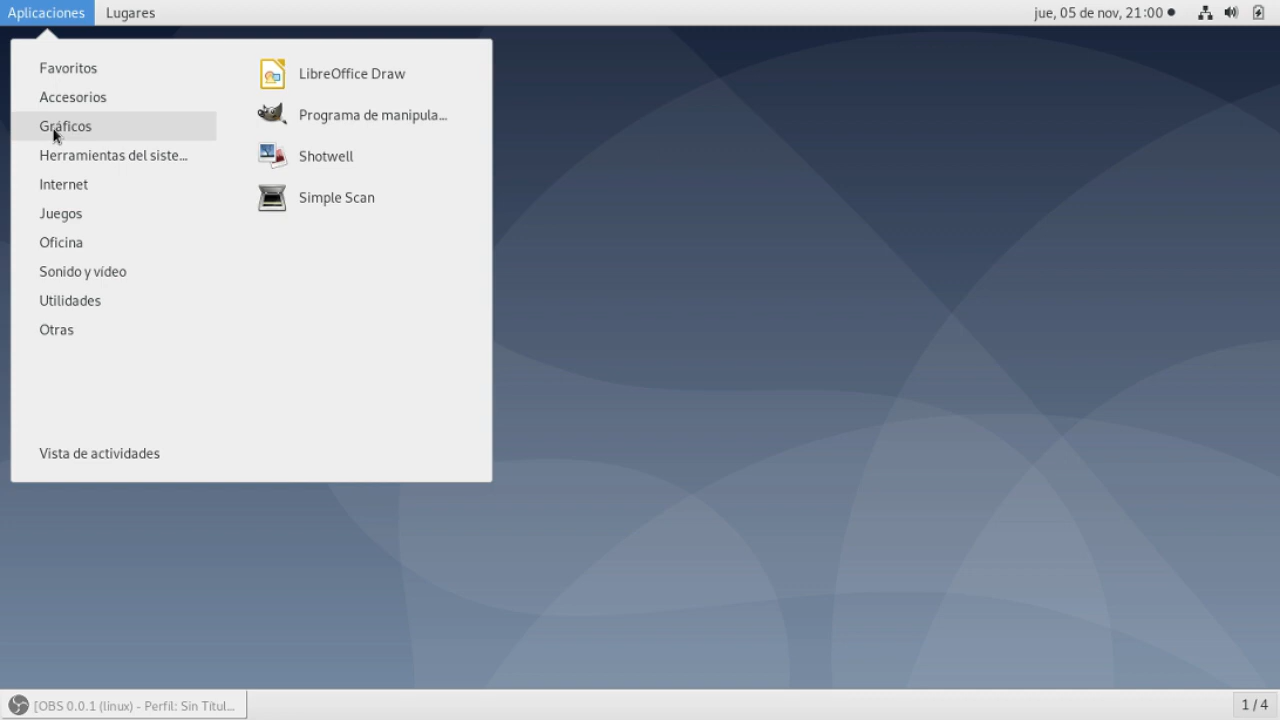 Aplicaciones Lugares jue, 05 de nov, 21:00
Favoritos
Accesorios
Gráficos
Herramientas del siste...
Internet
Juegos
Oficina
Sonido y vídeo
Utilidades
Otras
Vista de actividades
LibreOffice Draw
Programa de manipula...
Shotwell
Simple Scan
[OBS 0.0.1 (linux) - Perfil: Sin Títul... 1 / 4